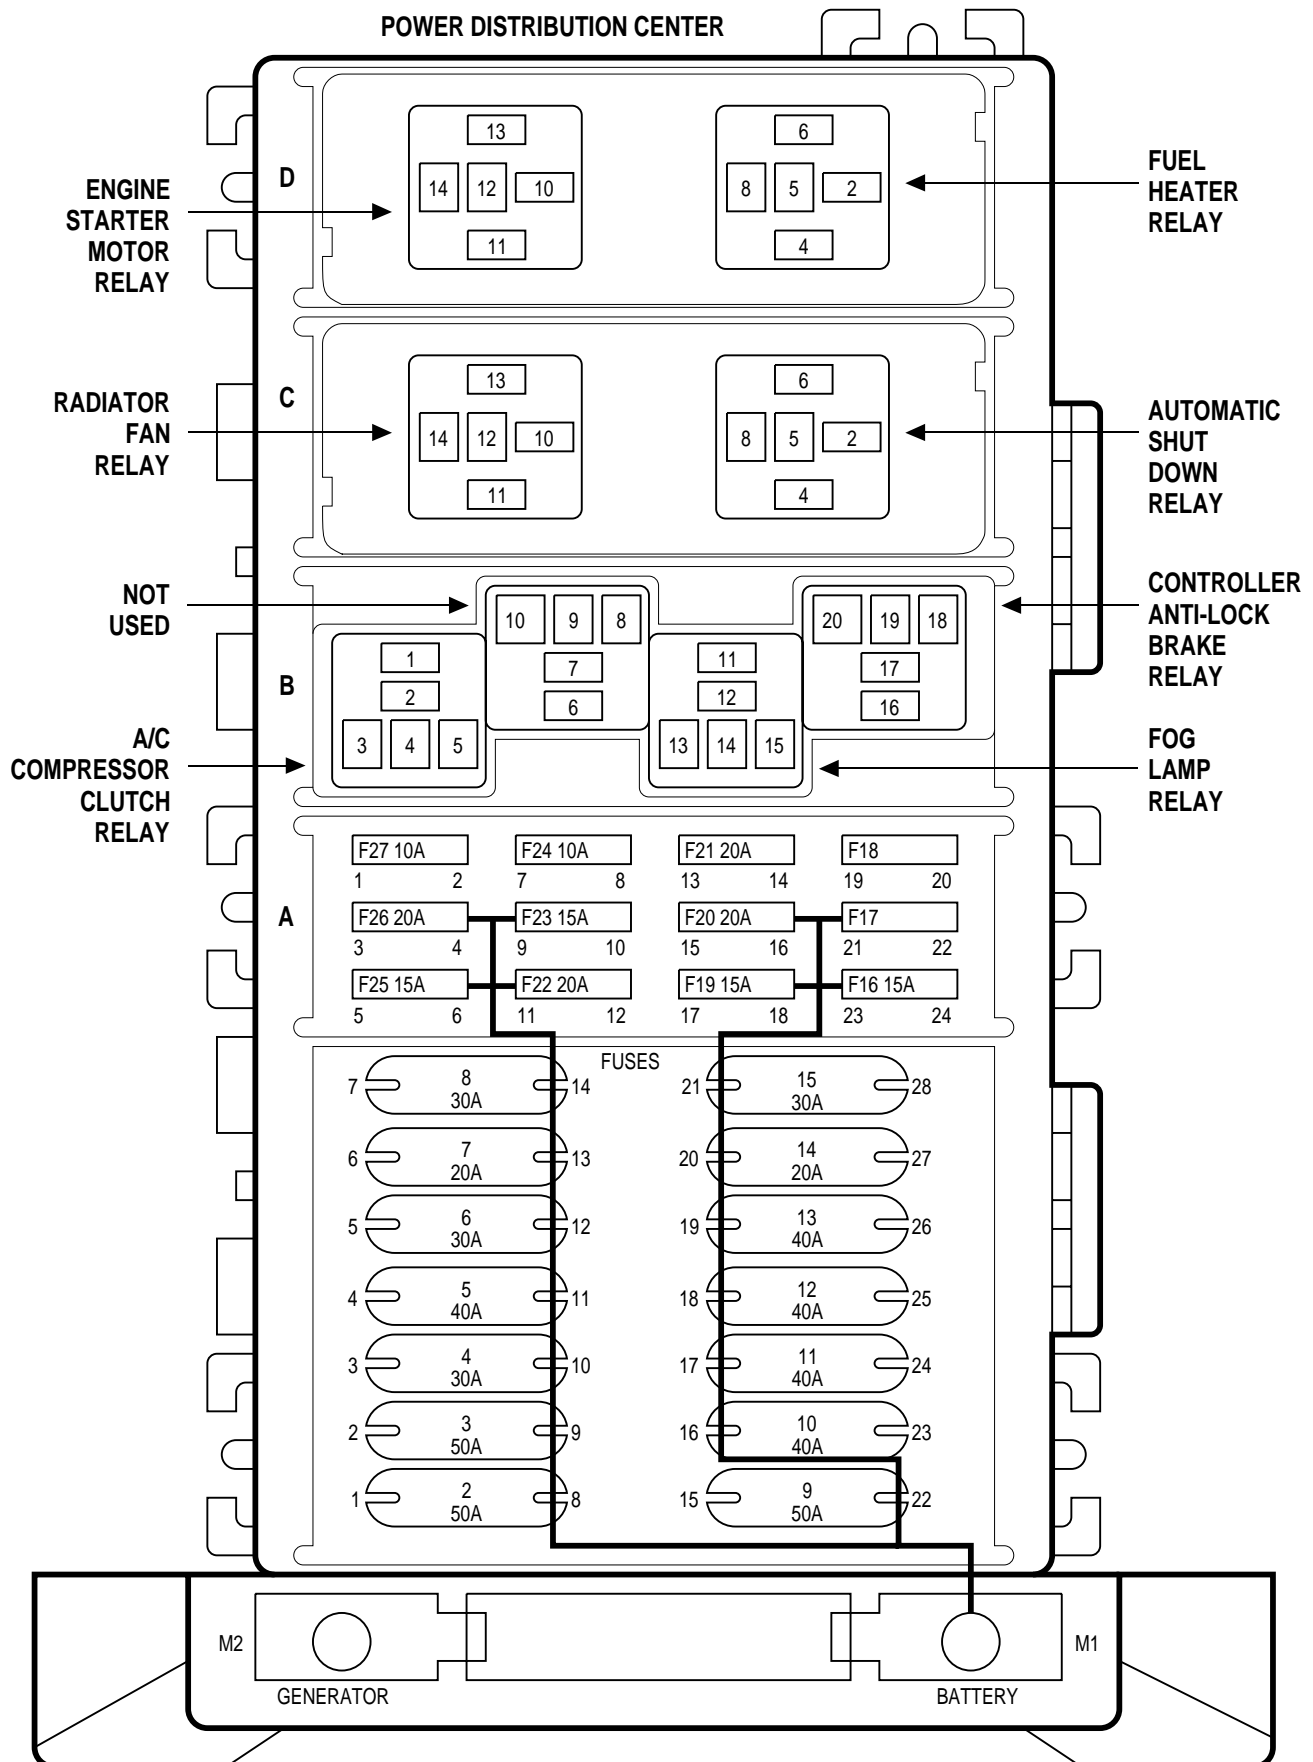 POWER DISTRIBUTION CENTER
D
ENGINE
STARTER
MOTOR
RELAY
13
14 12 10
11
6
8 5 2
4
FUEL
HEATER
RELAY
C
RADIATOR
FAN
RELAY
13
14 12 10
11
6
8 5 2
4
AUTOMATIC
SHUT
DOWN
RELAY
B
NOT
USED
10 9 8
7
6
20 19 18
17
16
CONTROLLER
ANTI-LOCK
BRAKE
RELAY
A/C
COMPRESSOR
CLUTCH
RELAY
1
2
3 4 5
11
12
13 14 15
FOG
LAMP
RELAY
A
F27 10A F24 10A F21 20A F18
1 2 7 8 13 14 19 20
F26 20A F23 15A F20 20A F17
3 4 9 10 15 16 21 22
F25 15A F22 20A F19 15A F16 15A
5 6 11 12 17 18 23 24
FUSES
7 8 14 21 15 28
30A 30A
6 7 13 20 14 27
20A 20A
5 6 12 19 13 26
30A 40A
4 5 11 18 12 25
40A 40A
3 4 10 17 11 24
30A 40A
2 3 9 16 10 23
50A 40A
1 2 8 15 9 22
50A 50A
M2 M1
GENERATOR BATTERY